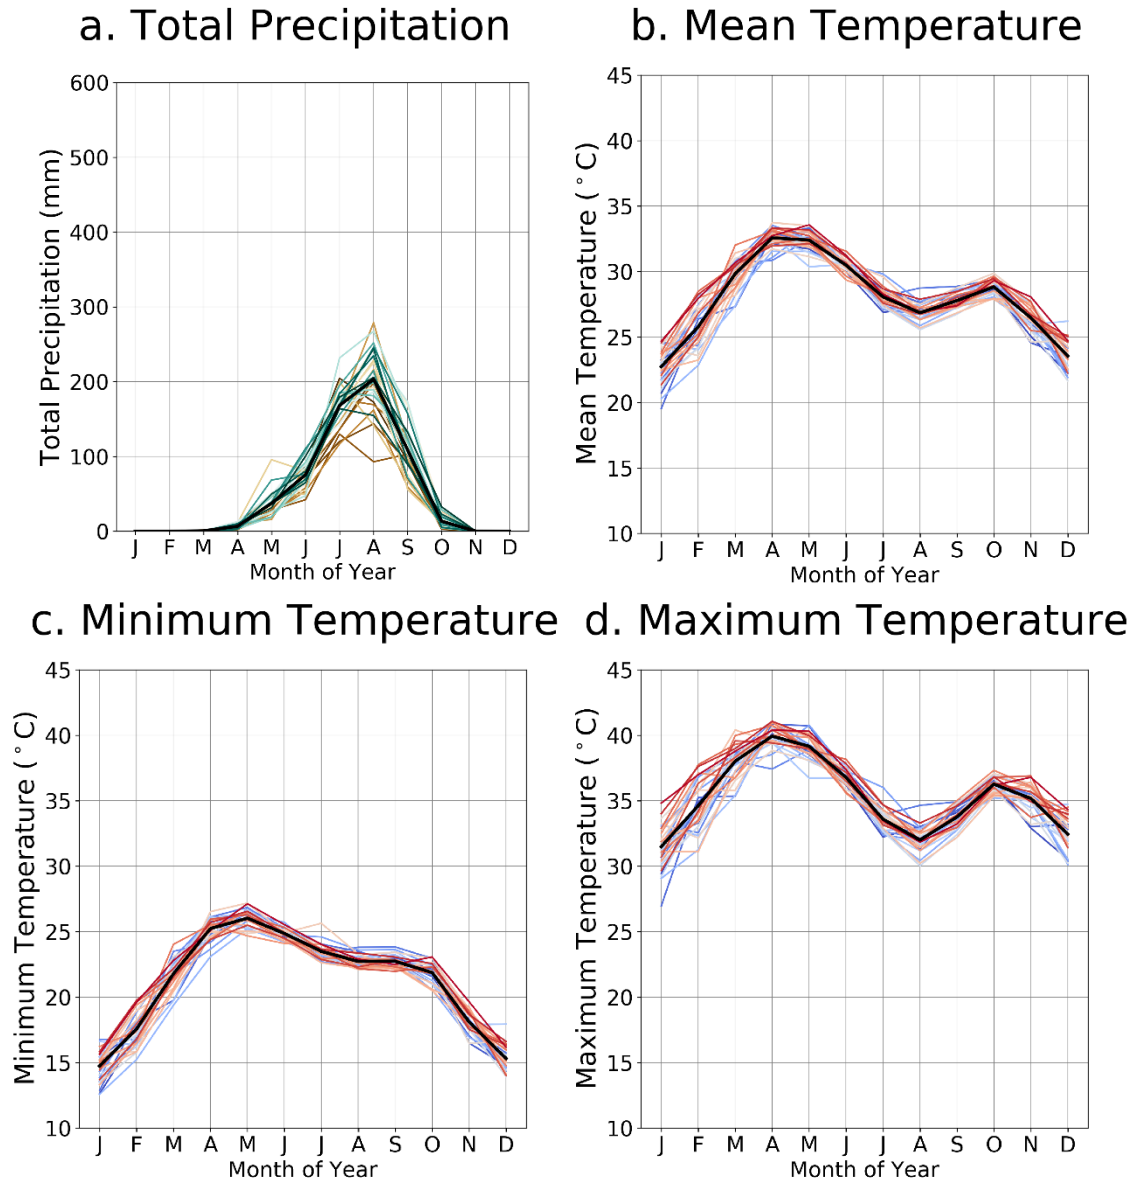 a. Total Precipitation
600
500
400
300
200
100
0
Total Precipitation (mm)
J F M A M J J A S O N D
Month of Year
b. Mean Temperature
45
40
35
30
25
20
15
10
Mean Temperature (°C)
J F M A M J J A S O N D
Month of Year
c. Minimum Temperature
45
40
35
30
25
20
15
10
Minimum Temperature (°C)
J F M A M J J A S O N D
Month of Year
d. Maximum Temperature
45
40
35
30
25
20
15
10
Maximum Temperature (°C)
J F M A M J J A S O N D
Month of Year